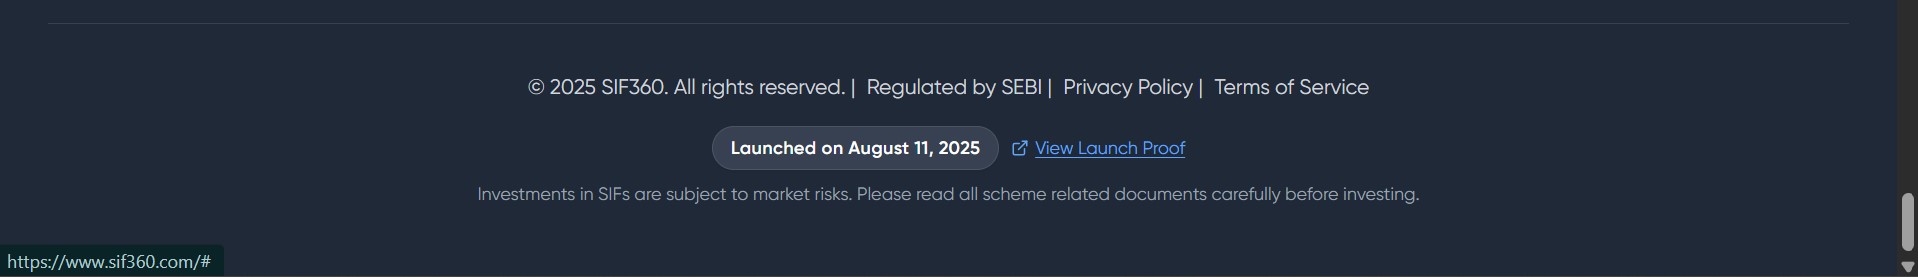 © 2025 SIF360. All rights reserved. | Regulated by SEBI | Privacy Policy | Terms of Service
Launched on August 11, 2025 View Launch Proof
Investments in SIFs are subject to market risks. Please read all scheme related documents carefully before investing.
https://www.sif360.com/#